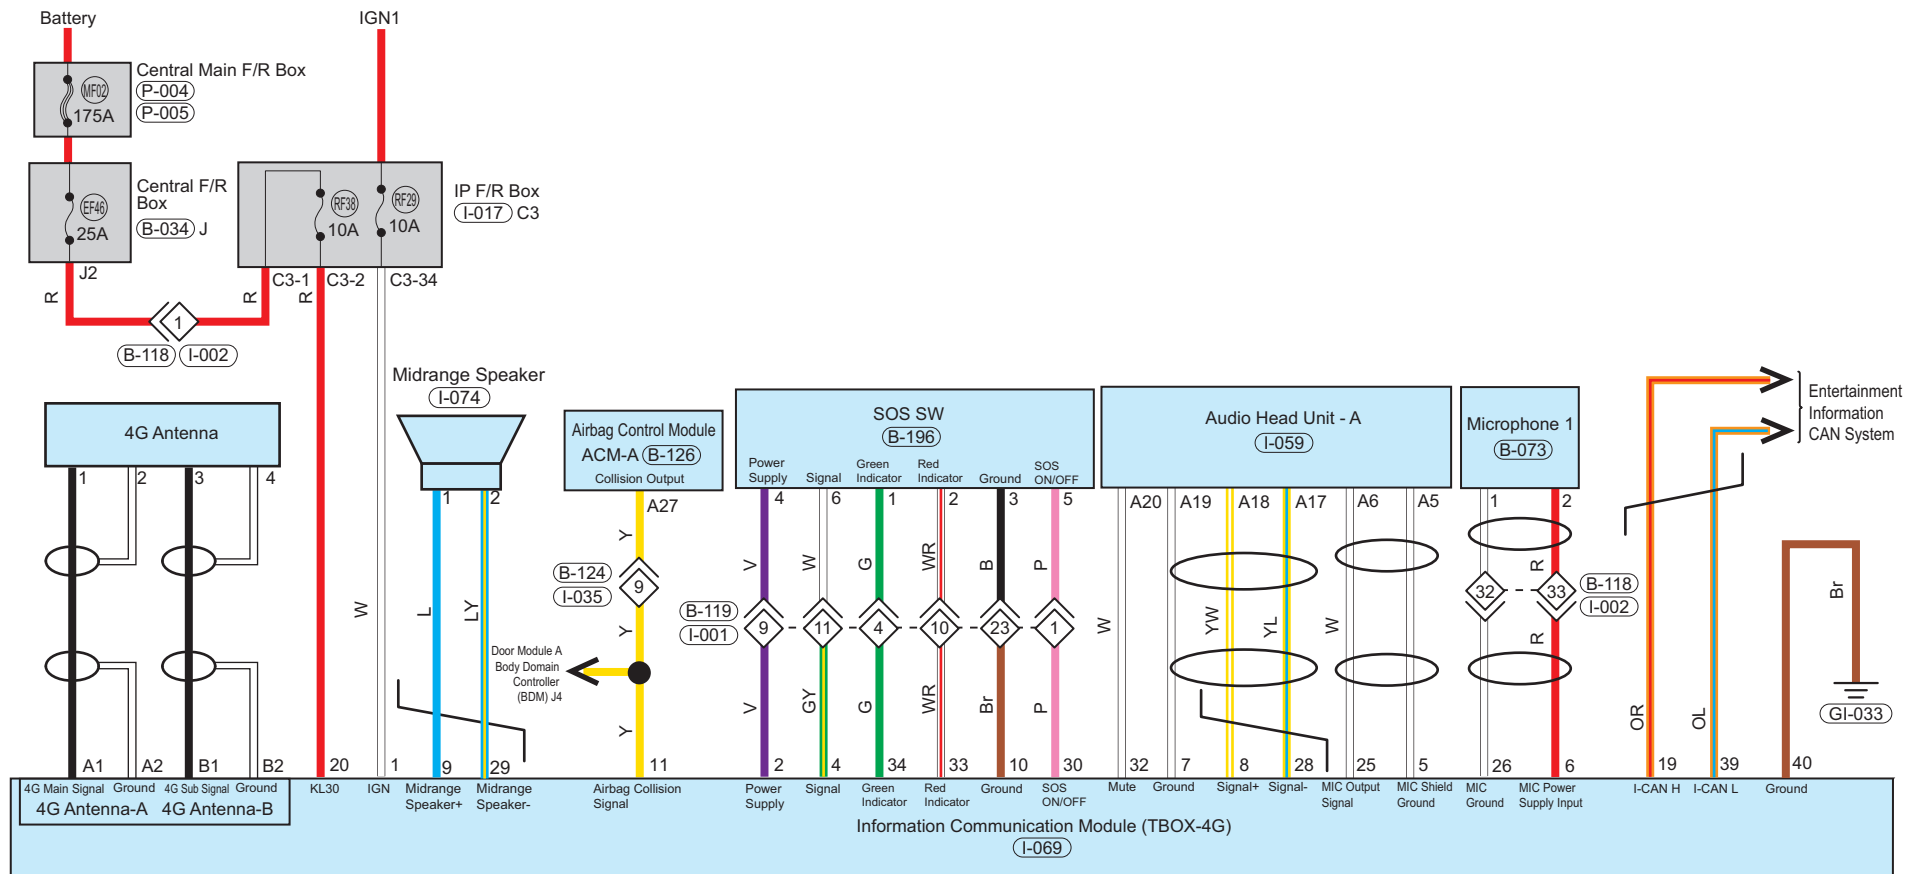 Battery
IGN1
Central Main F/R Box
P-004
P-005
MF02
175A
Central F/R
Box
B-034 J
EF46
25A
J2
IP F/R Box
I-017 C3
RF38
10A
RF29
10A
C3-1
C3-2
C3-34
R
R
R
1
B-118
I-002
4G Antenna
1
2
3
4
Midrange Speaker
I-074
1
2
Airbag Control Module
ACM-A B-126
Collision Output
A27
SOS SW
B-196
Power
Supply
Signal
Green
Indicator
Red
Indicator
Ground
SOS
ON/OFF
4
6
1
2
3
5
Audio Head Unit - A
I-059
A20
A19
A18
A17
A6
A5
Microphone 1
B-073
1
2
Entertainment
Information
CAN System
Y
B-124
I-035
9
Y
Door Module A
Body Domain
Controller
(BDM) J4
Y
W
L
LY
V
W
G
WR
B
P
B-119
I-001
9
11
4
10
23
1
V
GY
G
WR
Br
P
W
YW
YL
W
R
32
33
B-118
I-002
R
OR
OL
Br
GI-033
A1
A2
B1
B2
20
1
9
29
11
2
4
34
33
10
30
32
7
8
28
25
5
26
6
19
39
40
4G Main Signal
Ground
4G Sub Signal
Ground
4G Antenna-A
4G Antenna-B
KL30
IGN
Midrange
Speaker+
Midrange
Speaker-
Airbag Collision
Signal
Power
Supply
Signal
Green
Indicator
Red
Indicator
Ground
SOS
ON/OFF
Mute
Ground
Signal+
Signal-
MIC Output
Signal
MIC Shield
Ground
MIC
Ground
MIC Power
Supply Input
I-CAN H
I-CAN L
Ground
Information Communication Module (TBOX-4G)
I-069